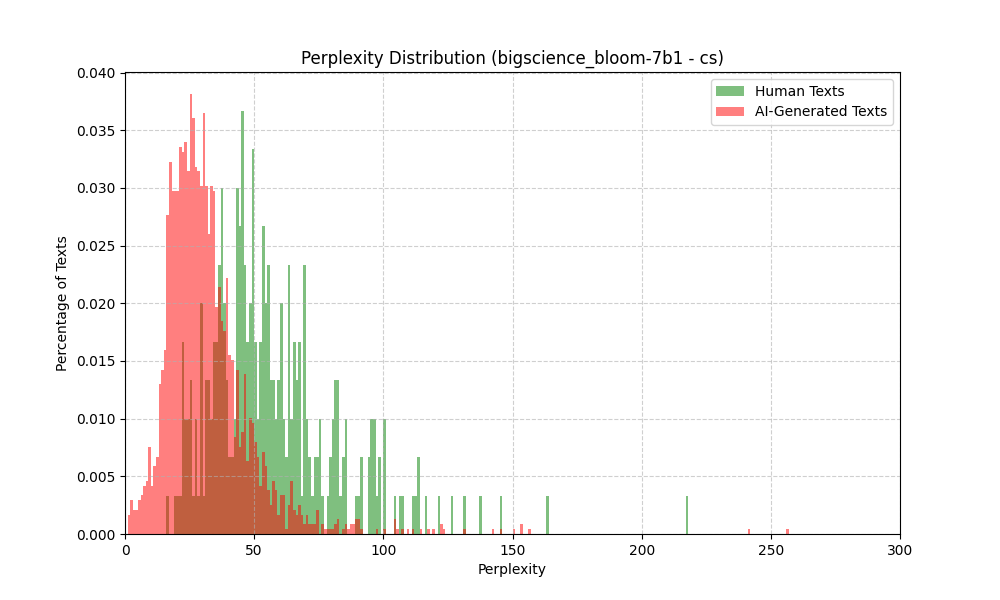 Perplexity Distribution (bigscience_bloom-7b1 - cs)
Human Texts
AI-Generated Texts
Percentage of Texts
0.040
0.035
0.030
0.025
0.020
0.015
0.010
0.005
0.000
0 50 100 150 200 250 300
Perplexity